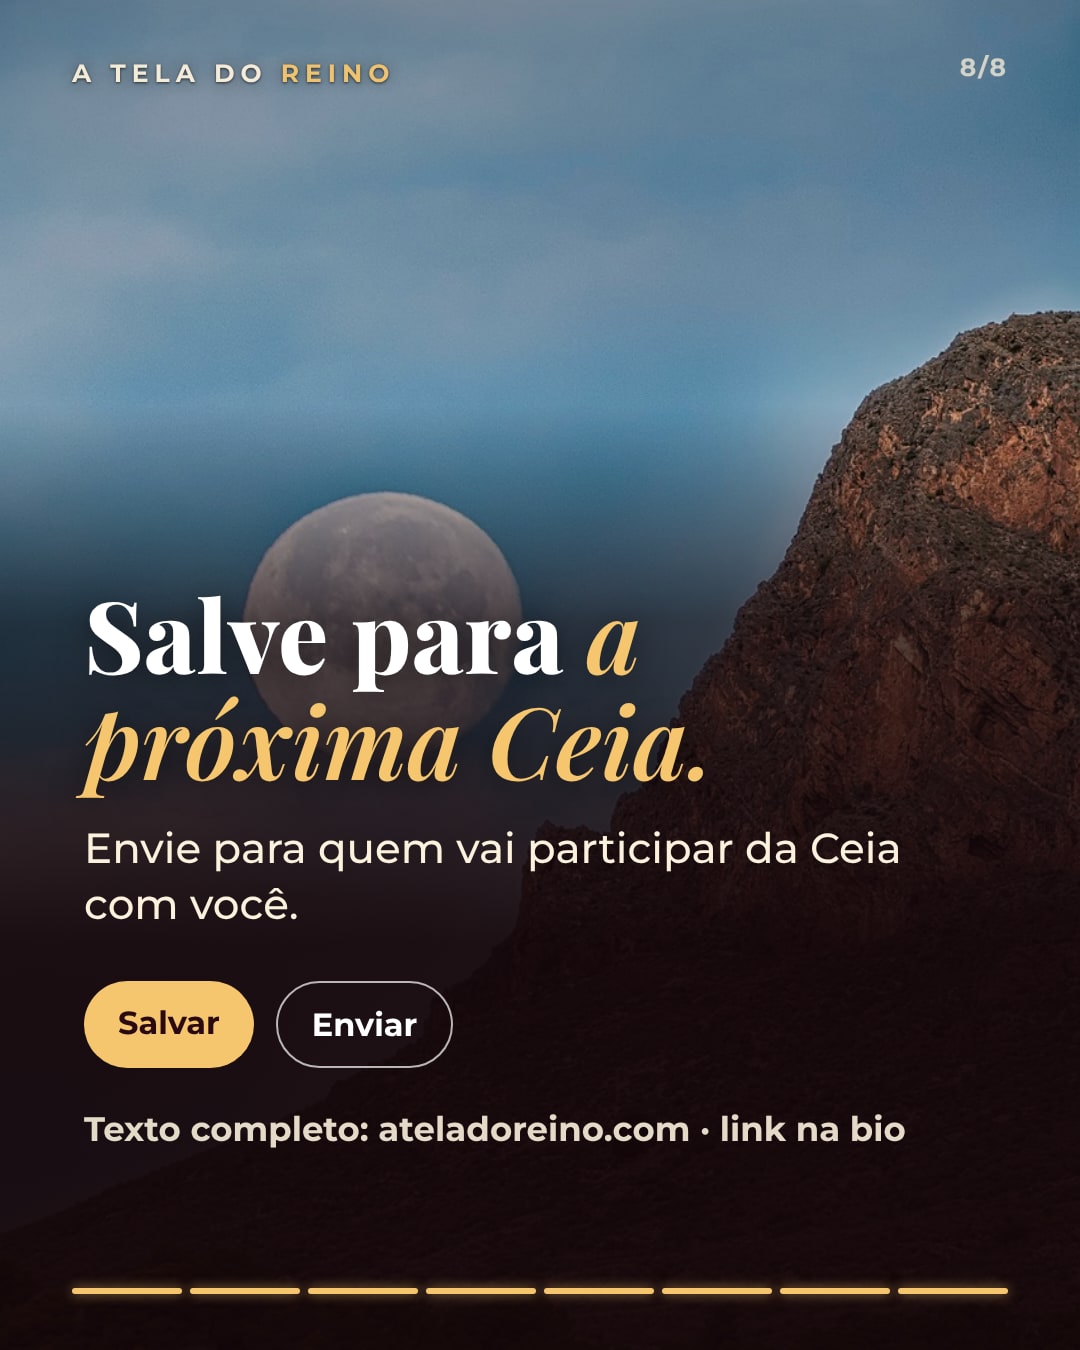 A TELA DO REINO
8/8
Salve para a
próxima Ceia.
Envie para quem vai participar da Ceia
com você.
Salvar
Enviar
Texto completo: ateladoreino.com · link na bio